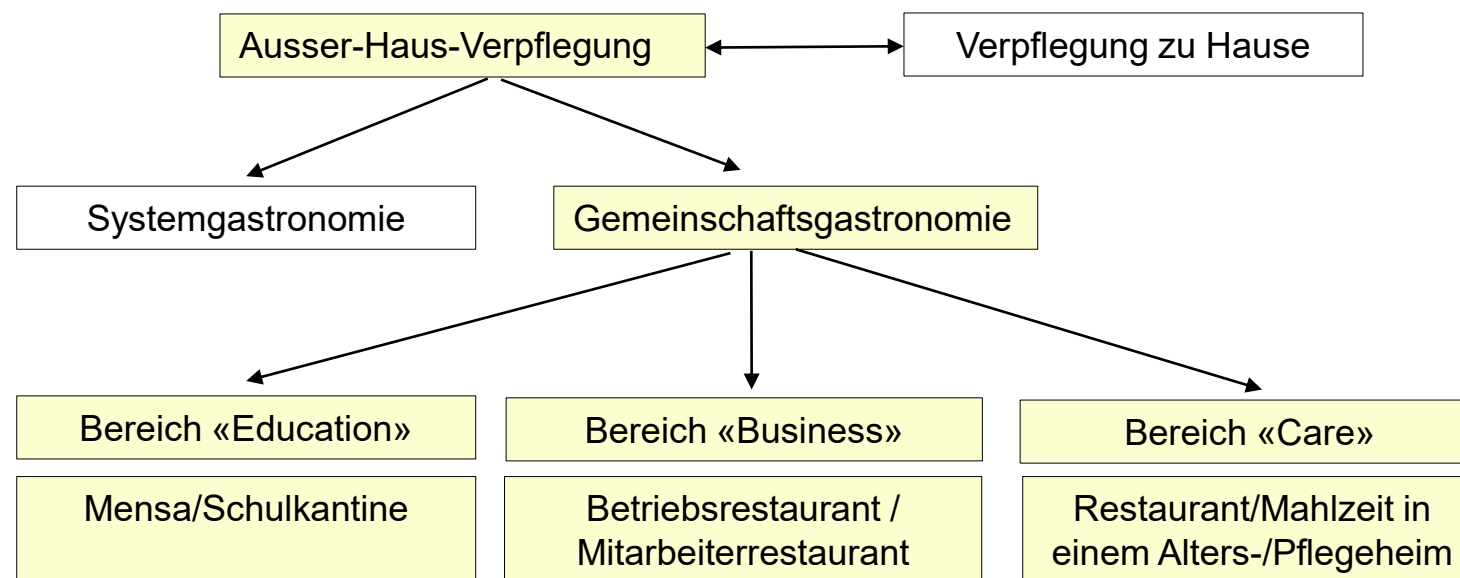 Ausser-Haus-Verpflegung
Verpflegung zu Hause
Systemgastronomie
Gemeinschaftsgastronomie
Bereich «Education»
Bereich «Business»
Bereich «Care»
Mensa/Schulkantine
Betriebsrestaurant /
Mitarbeiterrestaurant
Restaurant/Mahlzeit in
einem Alters-/Pflegeheim